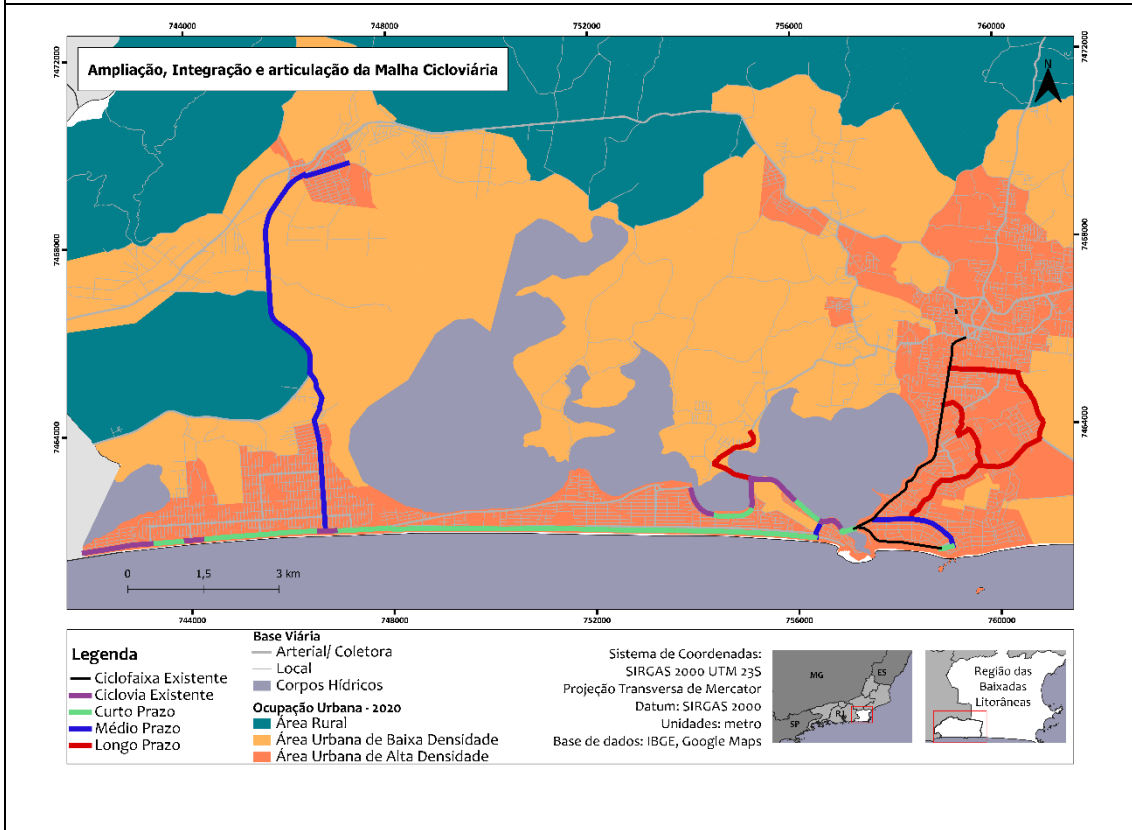 744000 748000 752000 756000 760000
7472000
7472000
Ampliação, Integração e articulação da Malha Cicloviária
N
7468000
7468000
7464000
7464000
0 1,5 3 km
744000 748000 752000 756000 760000
Legenda
Ciclofaixa Existente
Ciclovia Existente
Curto Prazo
Médio Prazo
Longo Prazo
Base Viária
Arterial/ Coletora
Local
Corpos Hídricos
Ocupação Urbana - 2020
Área Rural
Área Urbana de Baixa Densidade
Área Urbana de Alta Densidade
Sistema de Coordenadas:
SIRGAS 2000 UTM 23S
Projeção Transversa de Mercator
Datum: SIRGAS 2000
Unidades: metro
Base de dados: IBGE, Google Maps
MG
ES
RJ
SP
Região das
Baixadas
Litorâneas